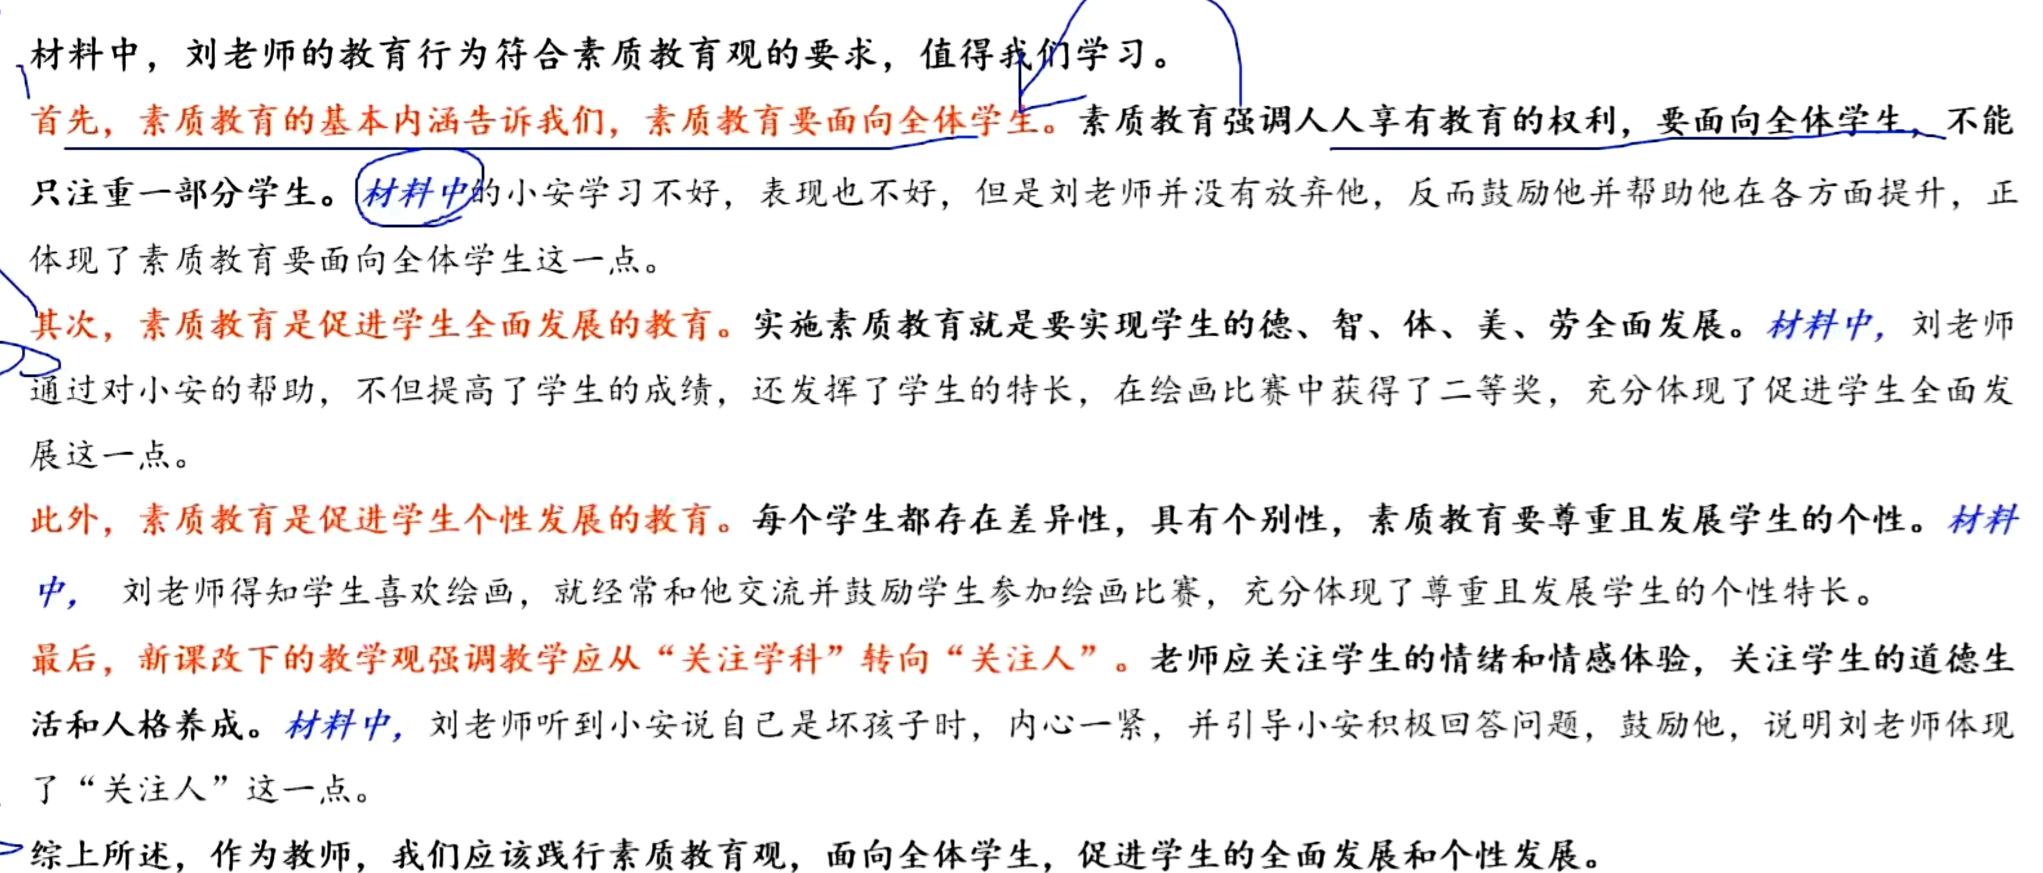 材料中，刘老师的教育行为符合素质教育观的要求，值得我们学习。
首先，素质教育的基本内涵告诉我们，素质教育要面向全体学生。素质教育强调人人享有教育的权利，要面向全体学生，不能
只注重一部分学生。材料中的小安学习不好，表现也不好，但是刘老师并没有放弃他，反而鼓励他并帮助他在各方面提升，正
体现了素质教育要面向全体学生这一点。
其次，素质教育是促进学生全面发展的教育。实施素质教育就是要实现学生的德、智、体、美、劳全面发展。材料中，刘老师
通过对小安的帮助，不但提高了学生的成绩，还发挥了学生的特长，在绘画比赛中获得了二等奖，充分体现了促进学生全面发
展这一点。
此外，素质教育是促进学生个性发展的教育。每个学生都存在差异性，具有个别性，素质教育要尊重且发展学生的个性。材料
中，刘老师得知学生喜欢绘画，就经常和他交流并鼓励学生参加绘画比赛，充分体现了尊重且发展学生的个性特长。
最后，新课改下的教学观强调教学应从“关注学科”转向“关注人”。老师应关注学生的情绪和情感体验，关注学生的道德生
活和人格养成。材料中，刘老师听到小安说自己是坏孩子时，内心一紧，并引导小安积极回答问题，鼓励他，说明刘老师体现
了“关注人”这一点。
综上所述，作为教师，我们应该践行素质教育观，面向全体学生，促进学生的全面发展和个性发展。